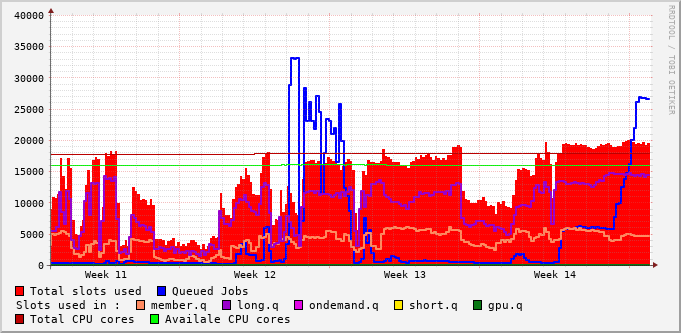 40000
35000
30000
25000
20000
15000
10000
5000
0
Week 11 Week 12 Week 13 Week 14
Total slots used Queued Jobs
Slots used in : member.q long.q ondemand.q short.q gpu.q
Total CPU cores Availale CPU cores
RRDTOOL / TOBI OETIKER